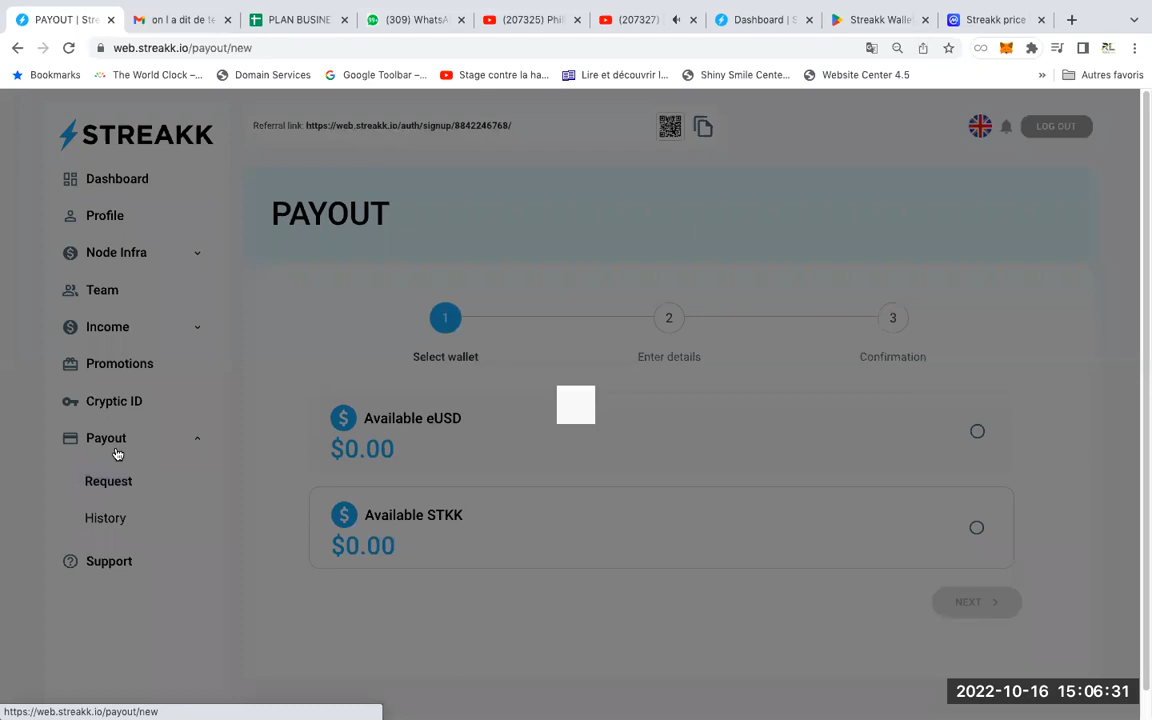 PAYOUT | Stre
on l a dit de te
PLAN BUSINE
(309) WhatsA
(207325) Phil
(207327)
Dashboard | S
Streakk Walle
Streakk price
web.streakk.io/payout/new
Bookmarks
The World Clock –...
Domain Services
Google Toolbar –...
Stage contre la ha...
Lire et découvrir l'...
Shiny Smile Cente...
Website Center 4.5
»
Autres favoris
STREAKK
Referral link: https://web.streakk.io/auth/signup/8842246768/
LOG OUT
Dashboard
Profile
Node Infra
Team
Income
Promotions
Cryptic ID
Payout
Request
History
Support
PAYOUT
1
2
3
Select wallet
Enter details
Confirmation
Available eUSD
$0.00
Available STKK
$0.00
NEXT >
2022-10-16 15:06:31
https://web.streakk.io/payout/new